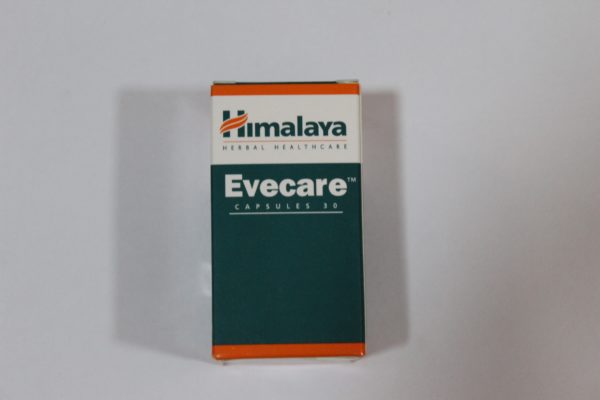 Himalaya
HERBAL HEALTHCARE
Evecare™
CAPSULES 30